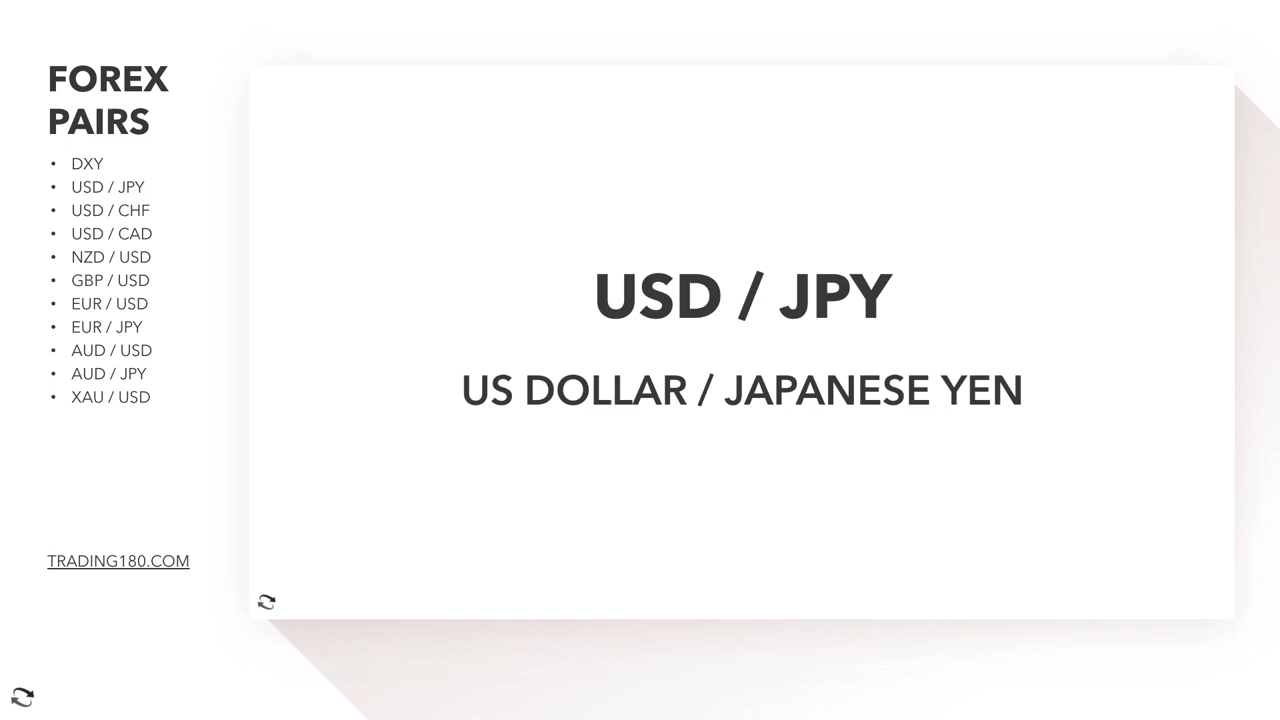 FOREX
PAIRS
• DXY
• USD / JPY
• USD / CHF
• USD / CAD
• NZD / USD
• GBP / USD
• EUR / USD
• EUR / JPY
• AUD / USD
• AUD / JPY
• XAU / USD
TRADING180.COM
USD / JPY
US DOLLAR / JAPANESE YEN